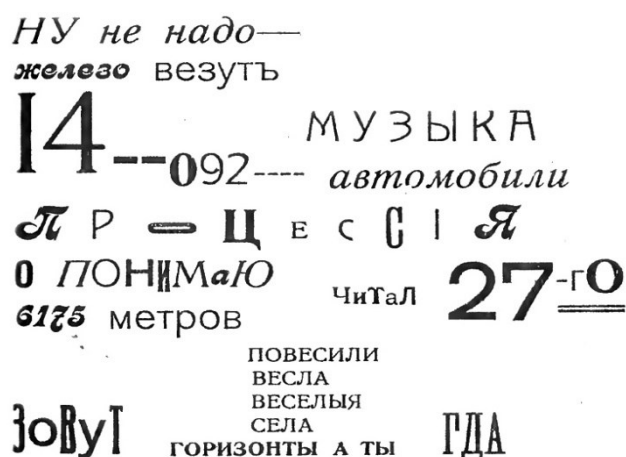 НУ не надо—
железо везутъ
14--092----
МУЗЫКА
автомобили
ПРОЦеССІЯ
О ПОНИМаЮ
ЧиТаЛ
27-гО
6175 метров
ПОВЕСИЛИ
ВЕСЛА
ВЕСЕЛЫЯ
СЕЛА
ЗоВуТ
ГОРИЗОНТЫ А ТЫ
ГДА